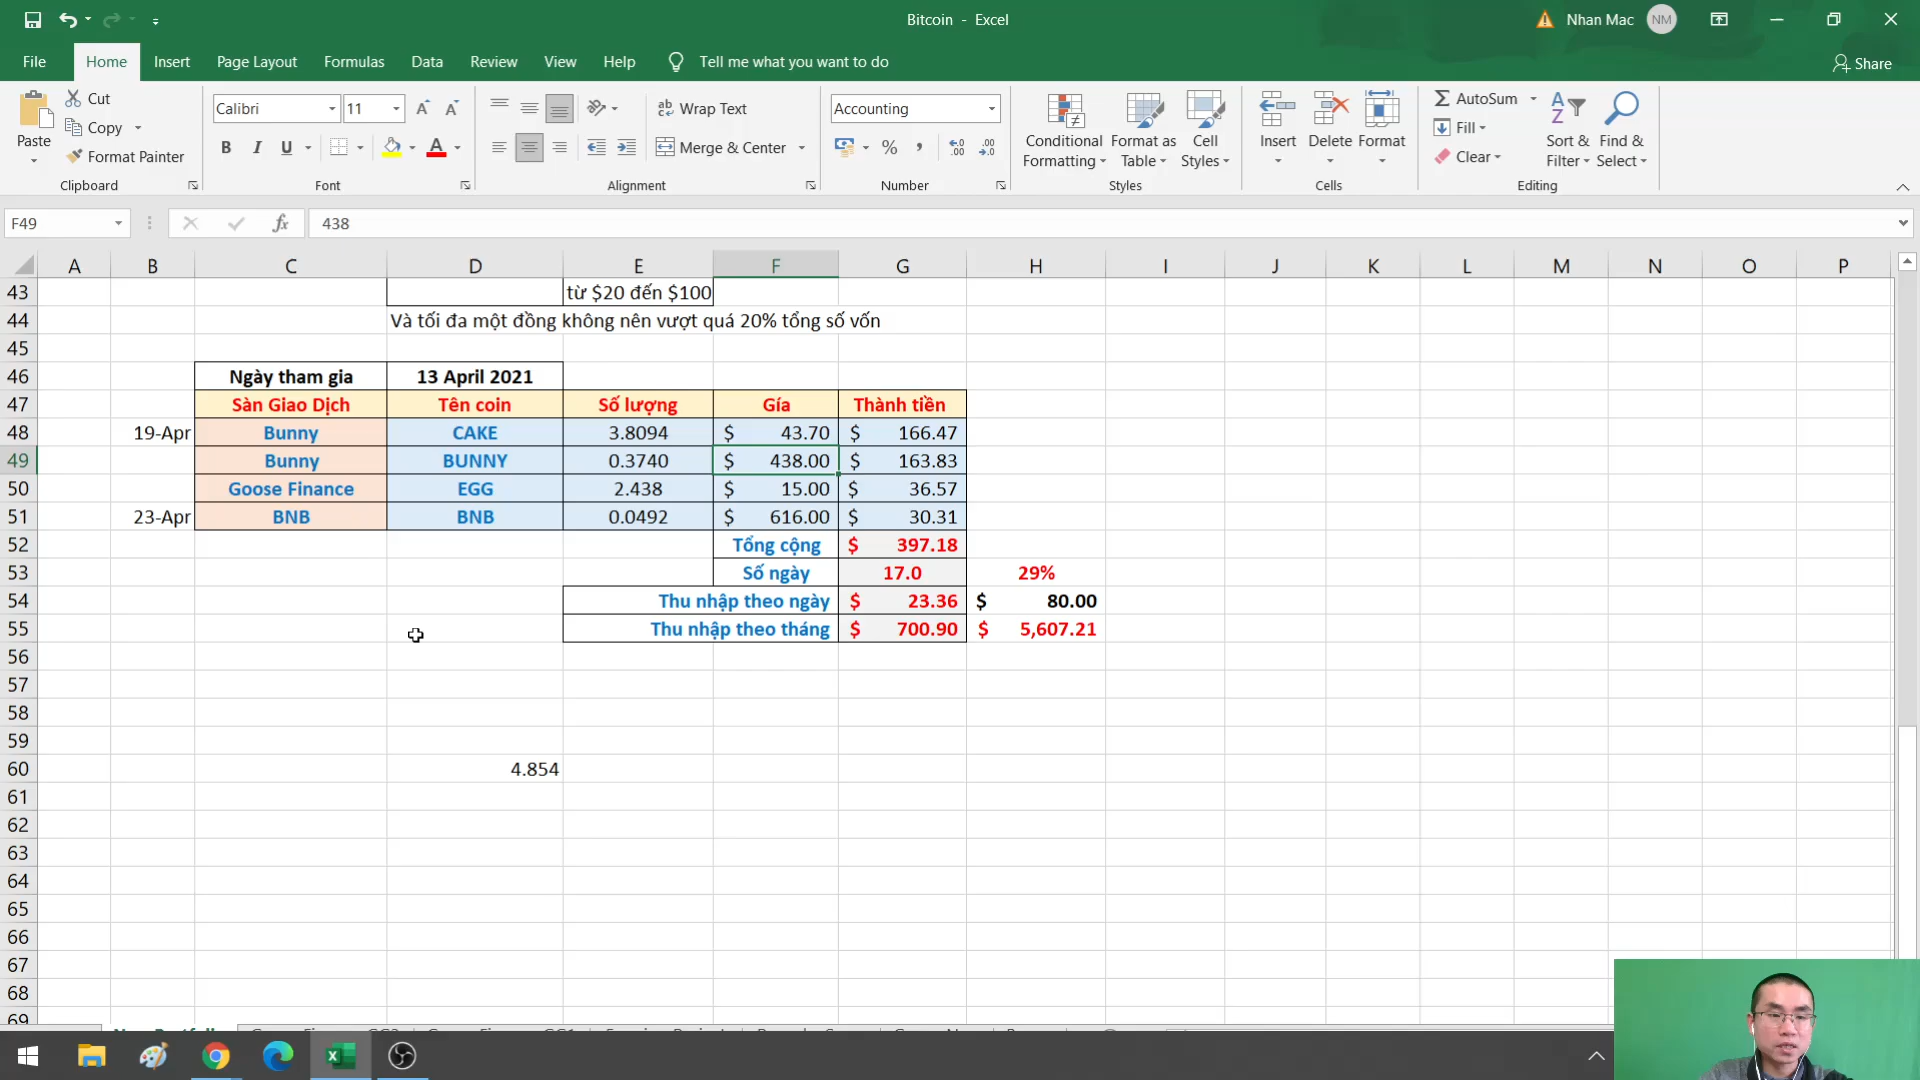 Bitcoin - Excel
Nhan Mac
NM
File Home Insert Page Layout Formulas Data Review View Help Tell me what you want to do
Share
Paste
Cut
Copy
Format Painter
Clipboard
Calibri 11
B I U
Font
Wrap Text
Merge & Center
Alignment
Accounting
$ % ,
Number
Conditional Formatting
Format as Table
Cell Styles
Styles
Insert Delete Format
Cells
AutoSum
Fill
Clear
Sort & Filter
Find & Select
Editing
F49 fx 438
A B C D E F G H I J K L M N O P
43 từ $20 đến $100
44 Và tối đa một đồng không nên vượt quá 20% tổng số vốn
45
46 Ngày tham gia 13 April 2021
47 Sàn Giao Dịch Tên coin Số lượng Gía Thành tiền
48 19-Apr Bunny CAKE 3.8094 $ 43.70 $ 166.47
49 Bunny BUNNY 0.3740 $ 438.00 $ 163.83
50 Goose Finance EGG 2.438 $ 15.00 $ 36.57
51 23-Apr BNB BNB 0.0492 $ 616.00 $ 30.31
52 Tổng cộng $ 397.18
53 Số ngày 17.0 29%
54 Thu nhập theo ngày $ 23.36 $ 80.00
55 Thu nhập theo tháng $ 700.90 $ 5,607.21
56
57
58
59
60 4.854
61
62
63
64
65
66
67
68
69